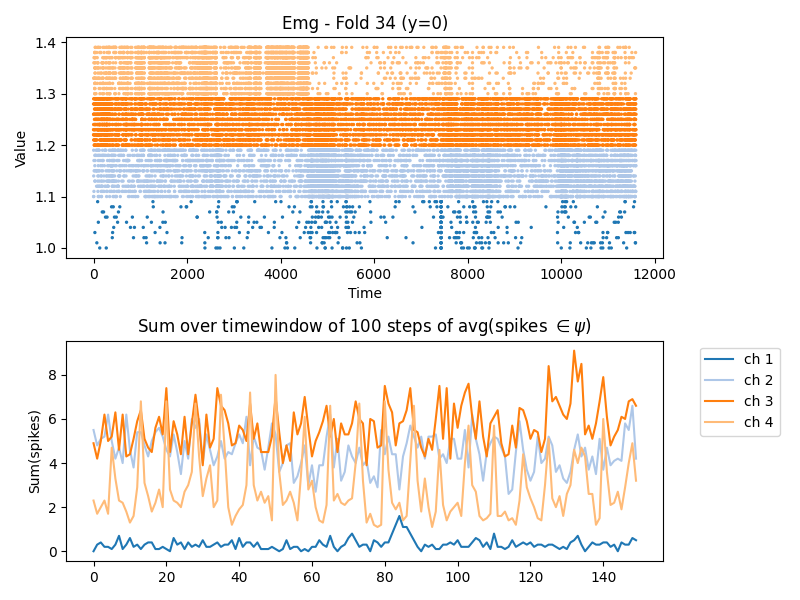 Emg - Fold 34 (y=0)
1.4
1.3
1.2
1.1
1.0
Value
0 2000 4000 6000 8000 10000 12000
Time
Sum over timewindow of 100 steps of avg(spikes ∈ ψ)
8
6
4
2
0
Sum(spikes)
0 20 40 60 80 100 120 140
ch 1
ch 2
ch 3
ch 4